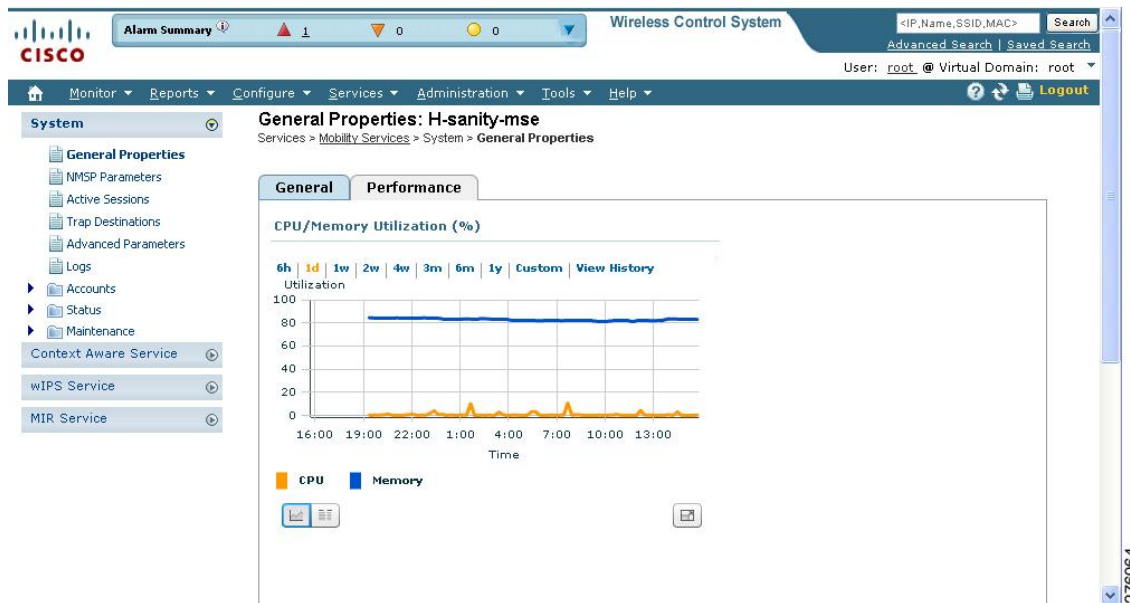 Alarm Summary 1 0 0
Wireless Control System
<IP,Name,SSID,MAC> Search
Advanced Search | Saved Search
CISCO
User: root @ Virtual Domain: root
Monitor Reports Configure Services Administration Tools Help Logout
System
General Properties
NMSP Parameters
Active Sessions
Trap Destinations
Advanced Parameters
Logs
Accounts
Status
Maintenance
Context Aware Service
wIPS Service
MIR Service
General Properties: H-sanity-mse
Services > Mobility Services > System > General Properties
General Performance
CPU/Memory Utilization (%)
6h | 1d | 1w | 2w | 4w | 3m | 6m | 1y | Custom | View History
Utilization
100
80
60
40
20
0
16:00 19:00 22:00 1:00 4:00 7:00 10:00 13:00
Time
CPU Memory